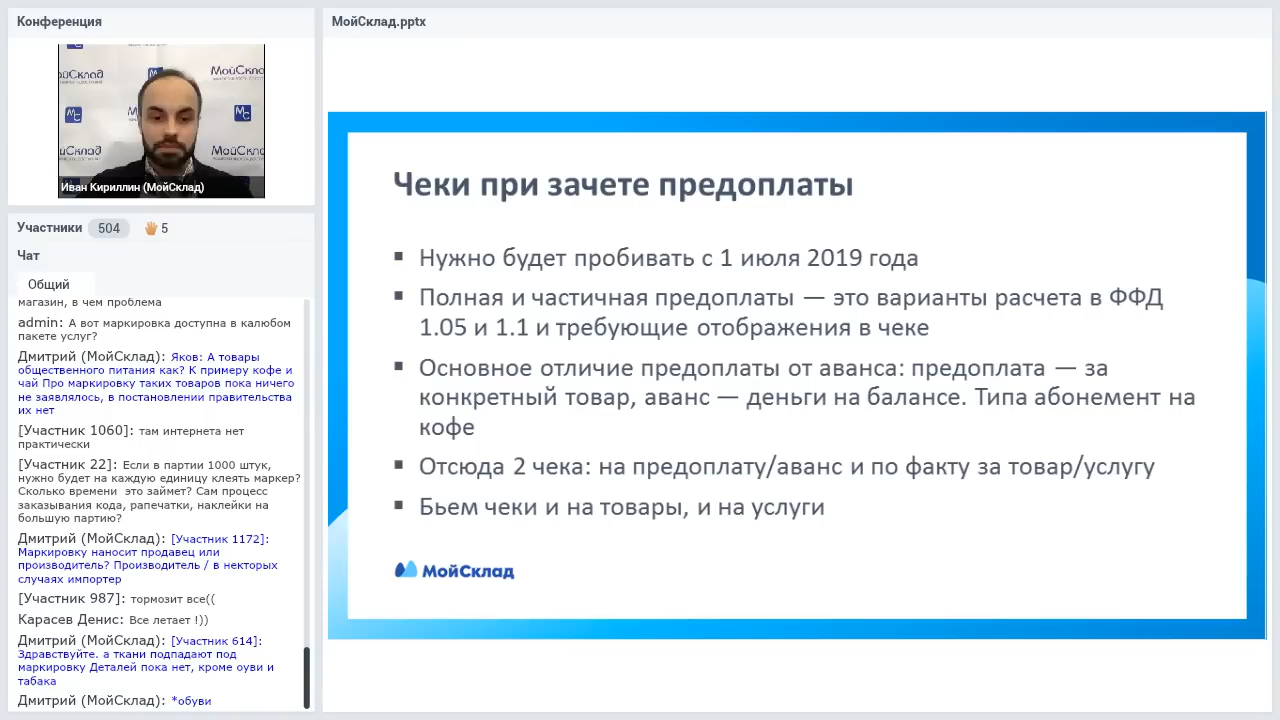 Конференция
МойСклад
МойСклад
МойСклад
МойСклад
Иван Кириллин (МойСклад)
Участники 504 5
Чат
Общий
магазин, в чем проблема
admin: А вот маркировка доступна в калюбом
пакете услуг?
Дмитрий (МойСклад): Яков: А товары
общественного питания как? К примеру кофе и
чай Про маркировку таких товаров пока ничего
не заявлялось, в постановлении правительства
их нет
[Участник 1060]: там интернета нет
практически
[Участник 22]: Если в партии 1000 штук,
нужно будет на каждую единицу клеять маркер?
Сколько времени это займет? Сам процесс
заказывания кода, рапечатки, наклейки на
большую партию?
Дмитрий (МойСклад): [Участник 1172]:
Маркировку наносит продавец или
производитель? Производитель / в некторых
случаях импортер
[Участник 987]: тормозит все((
Карасев Денис: Все летает !))
Дмитрий (МойСклад): [Участник 614]:
Здравствуйте. а ткани подпадают под
маркировку Деталей пока нет, кроме оуви и
табака
Дмитрий (МойСклад): *обуви
МойСклад.pptx
Чеки при зачете предоплаты
▪ Нужно будет пробивать с 1 июля 2019 года
▪ Полная и частичная предоплаты — это варианты расчета в ФФД
1.05 и 1.1 и требующие отображения в чеке
▪ Основное отличие предоплаты от аванса: предоплата — за
конкретный товар, аванс — деньги на балансе. Типа абонемент на
кофе
▪ Отсюда 2 чека: на предоплату/аванс и по факту за товар/услугу
▪ Бьем чеки и на товары, и на услуги
МойСклад